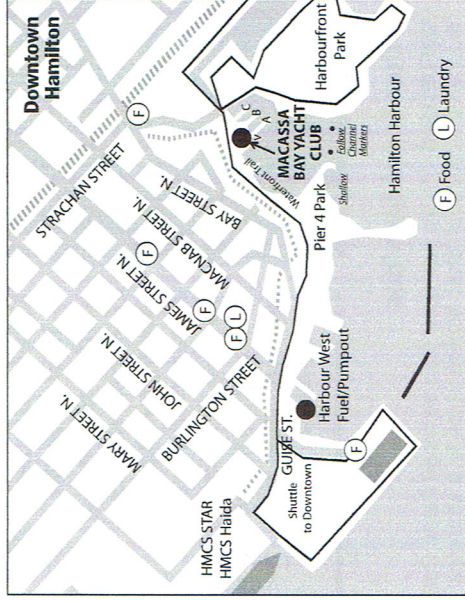 Downtown
Hamilton
STRACHAN STREET
F
BAY STREET N.
MACNAB STREET N.
F
JAMES STREET N.
F
F L
JOHN STREET N.
MARY STREET N.
BURLINGTON STREET
HMCS STAR
HMCS Haida
GUISE ST.
Shuttle
to Downtown
F
Harbour West
Fuel/Pumpout
Pier 4 Park
Waterfront Trail
MACASSA
BAY YACHT
CLUB
V A B C
Follow
Channel
Markers
Shallow
Harbourfront
Park
Hamilton Harbour
F Food L Laundry